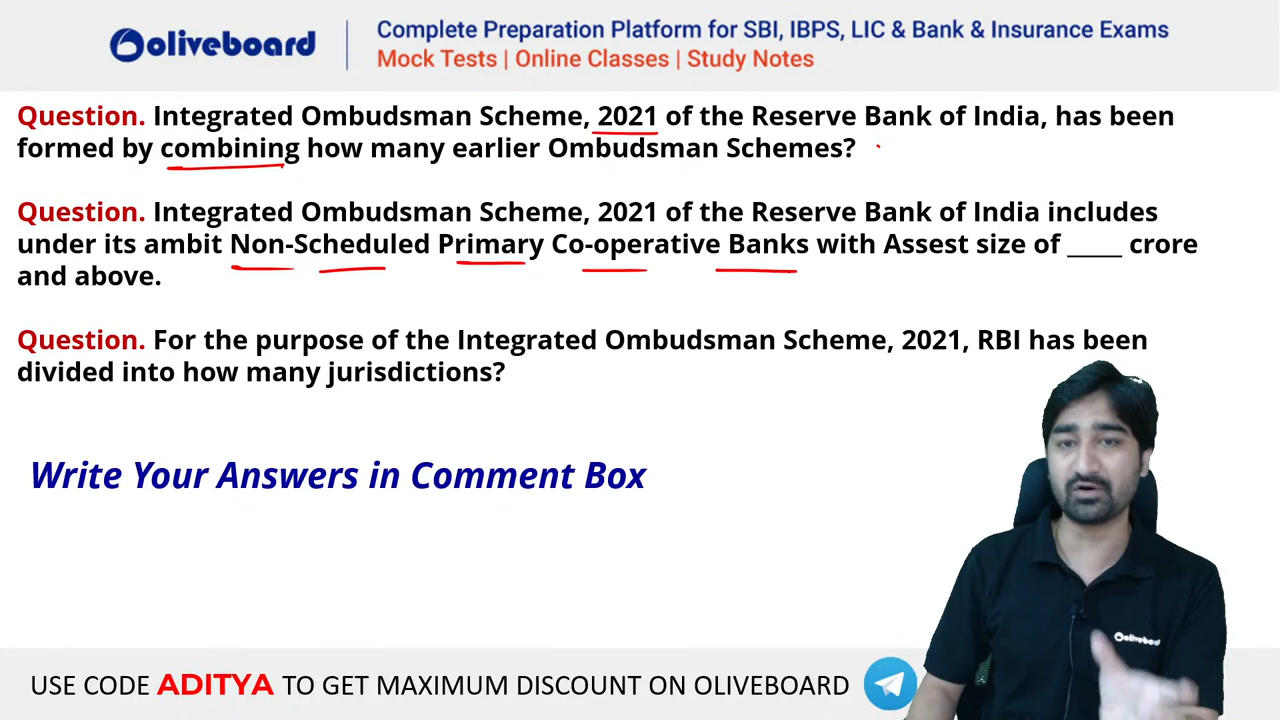 oliveboard
Complete Preparation Platform for SBI, IBPS, LIC & Bank & Insurance Exams
Mock Tests | Online Classes | Study Notes
Question. Integrated Ombudsman Scheme, 2021 of the Reserve Bank of India, has been
formed by combining how many earlier Ombudsman Schemes?
Question. Integrated Ombudsman Scheme, 2021 of the Reserve Bank of India includes
under its ambit Non-Scheduled Primary Co-operative Banks with Assest size of _____ crore
and above.
Question. For the purpose of the Integrated Ombudsman Scheme, 2021, RBI has been
divided into how many jurisdictions?
Write Your Answers in Comment Box
oliveboard
USE CODE ADITYA TO GET MAXIMUM DISCOUNT ON OLIVEBOARD